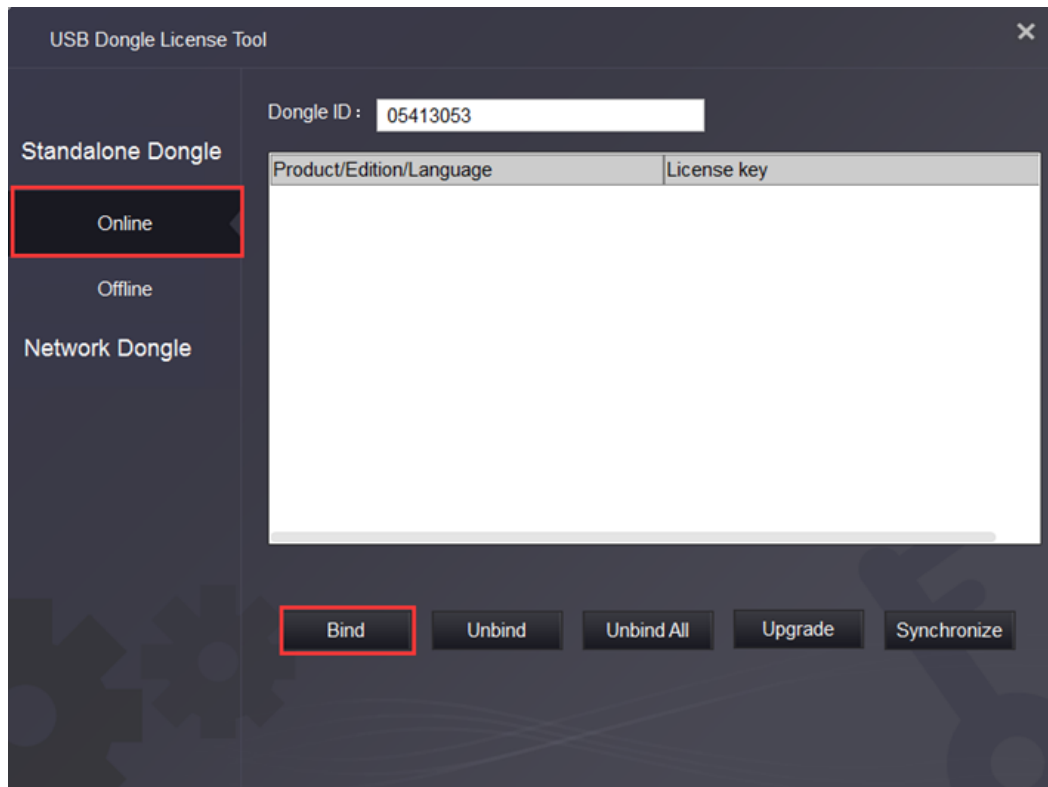 USB Dongle License Tool
Dongle ID: 05413053
Standalone Dongle
Product/Edition/Language License key
Online
Offline
Network Dongle
Bind Unbind Unbind All Upgrade Synchronize